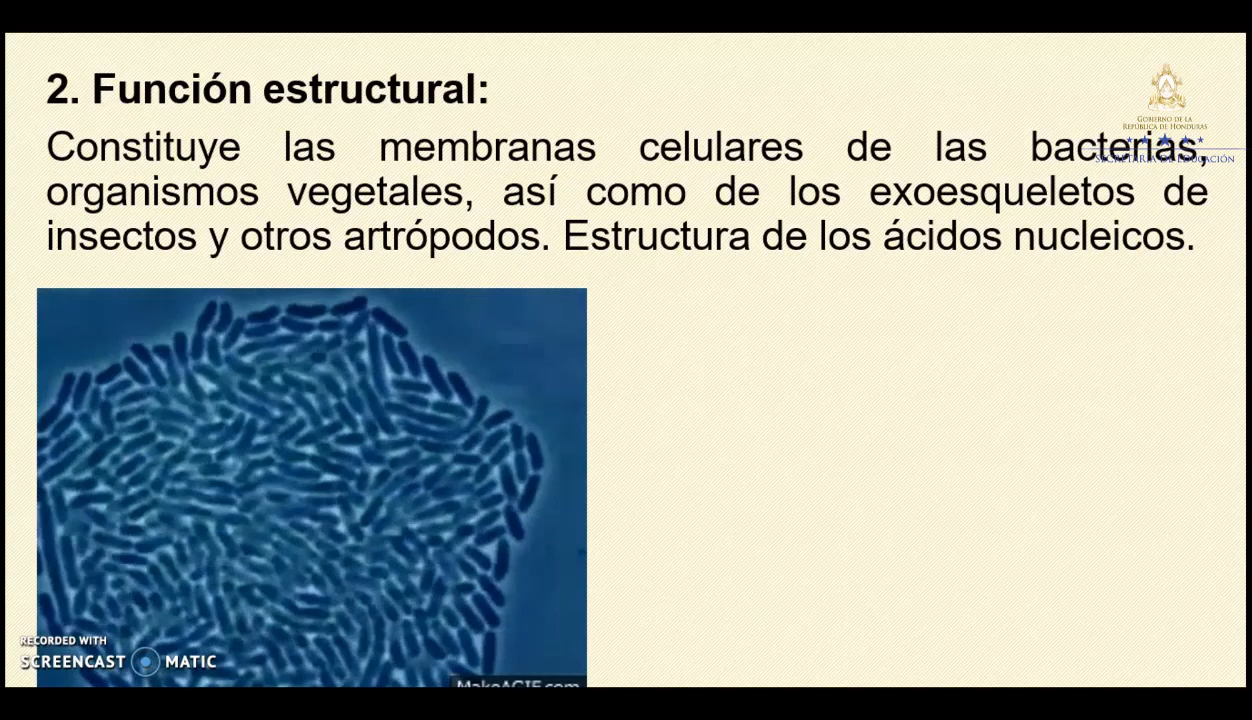 2. Función estructural:
GOBIERNO DE LA
REPÚBLICA DE HONDURAS
Constituye las membranas celulares de las bacterias,
SECRETARÍA DE EDUCACIÓN
organismos vegetales, así como de los exoesqueletos de
insectos y otros artrópodos. Estructura de los ácidos nucleicos.
RECORDED WITH
SCREENCAST MATIC
MakeAGIF.com